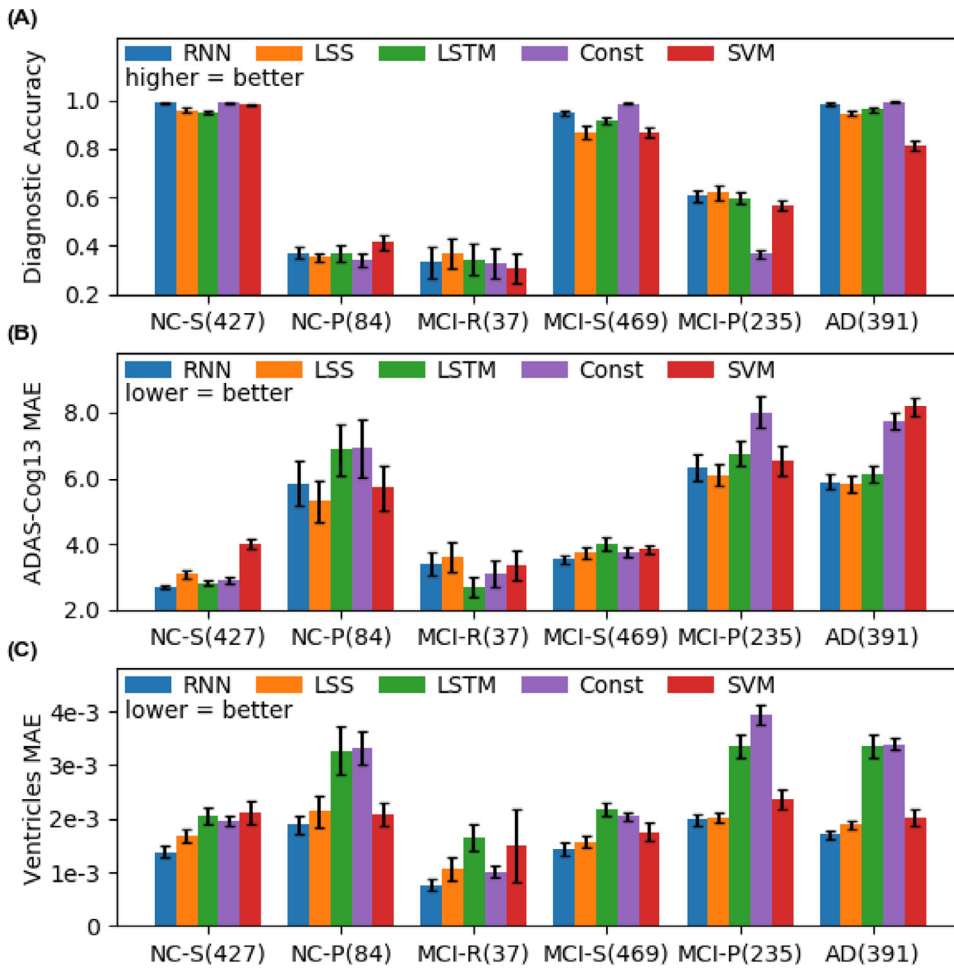 (A)
Diagnostic Accuracy
RNN LSS LSTM Const SVM
higher = better
1.0
0.8
0.6
0.4
0.2
NC-S(427) NC-P(84) MCI-R(37) MCI-S(469) MCI-P(235) AD(391)
(B)
ADAS-Cog13 MAE
RNN LSS LSTM Const SVM
lower = better
8.0
6.0
4.0
2.0
NC-S(427) NC-P(84) MCI-R(37) MCI-S(469) MCI-P(235) AD(391)
(C)
Ventricles MAE
RNN LSS LSTM Const SVM
lower = better
4e-3
3e-3
2e-3
1e-3
0
NC-S(427) NC-P(84) MCI-R(37) MCI-S(469) MCI-P(235) AD(391)